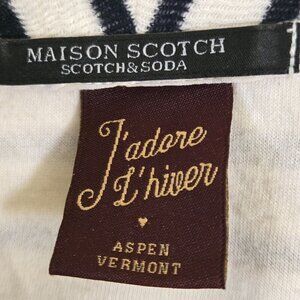 MAISON SCOTCH
SCOTCH&SODA
J'adore
L'hiver
ASPEN
VERMONT